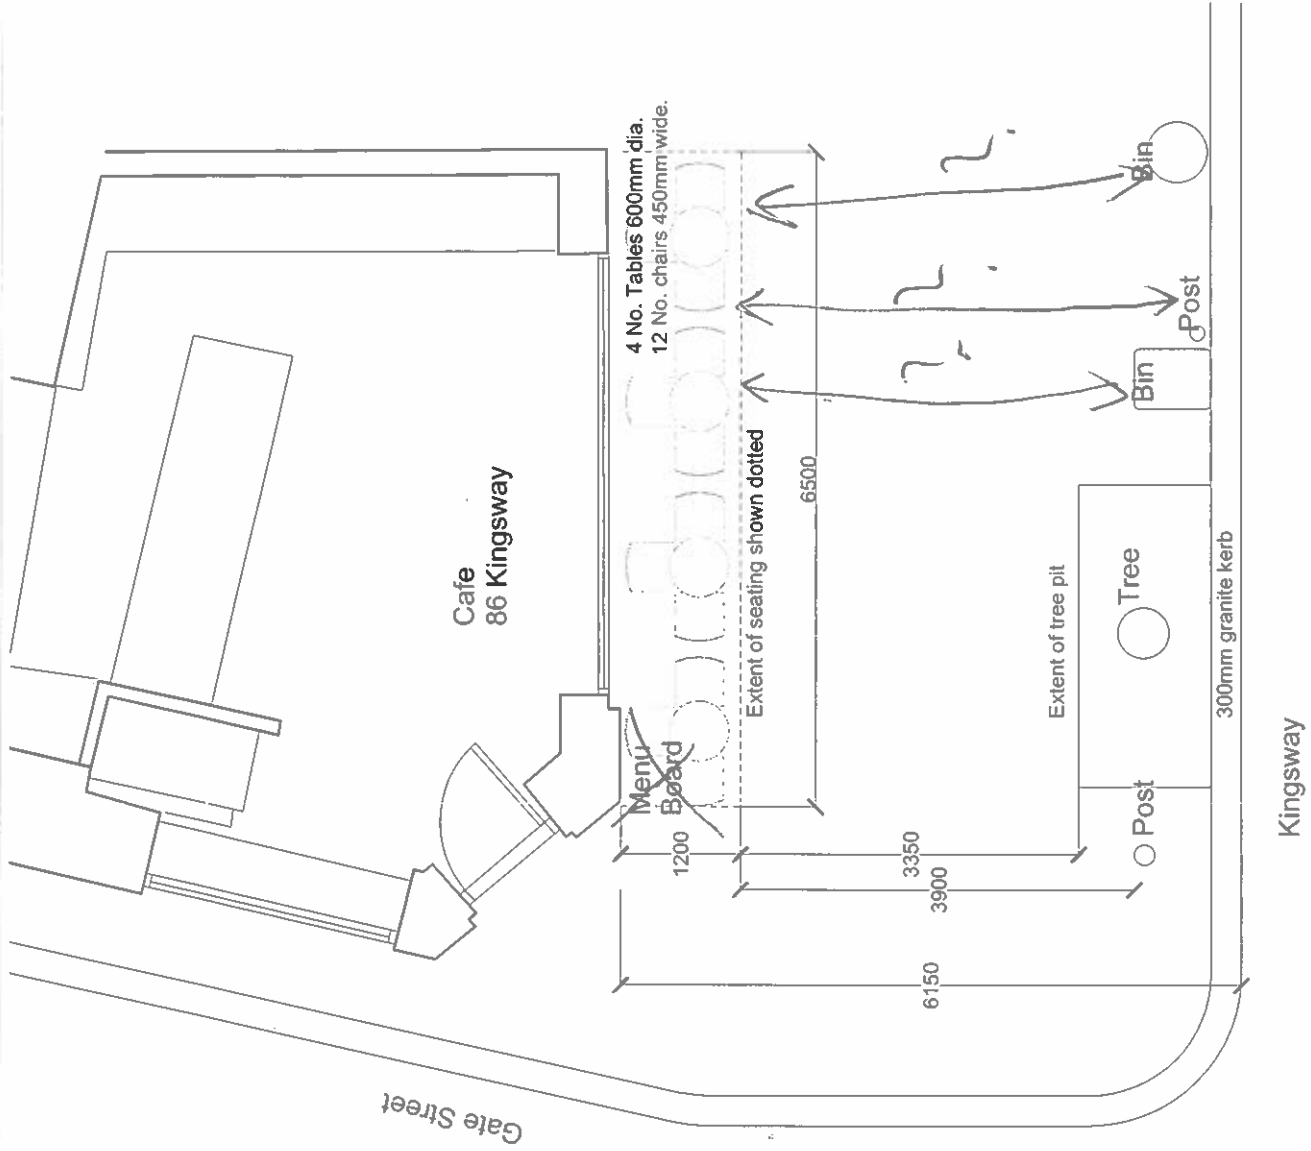 4 No. Tables 600mm dia.
12 No. chairs 450mm wide.
Cafe
86 Kingsway
Menu
Board
Extent of seating shown dotted
6500
1200
3350
3900
6150
Extent of tree pit
Tree
Post
Bin
Post
Bin
?
?
?
300mm granite kerb
Kingsway
Gate Street